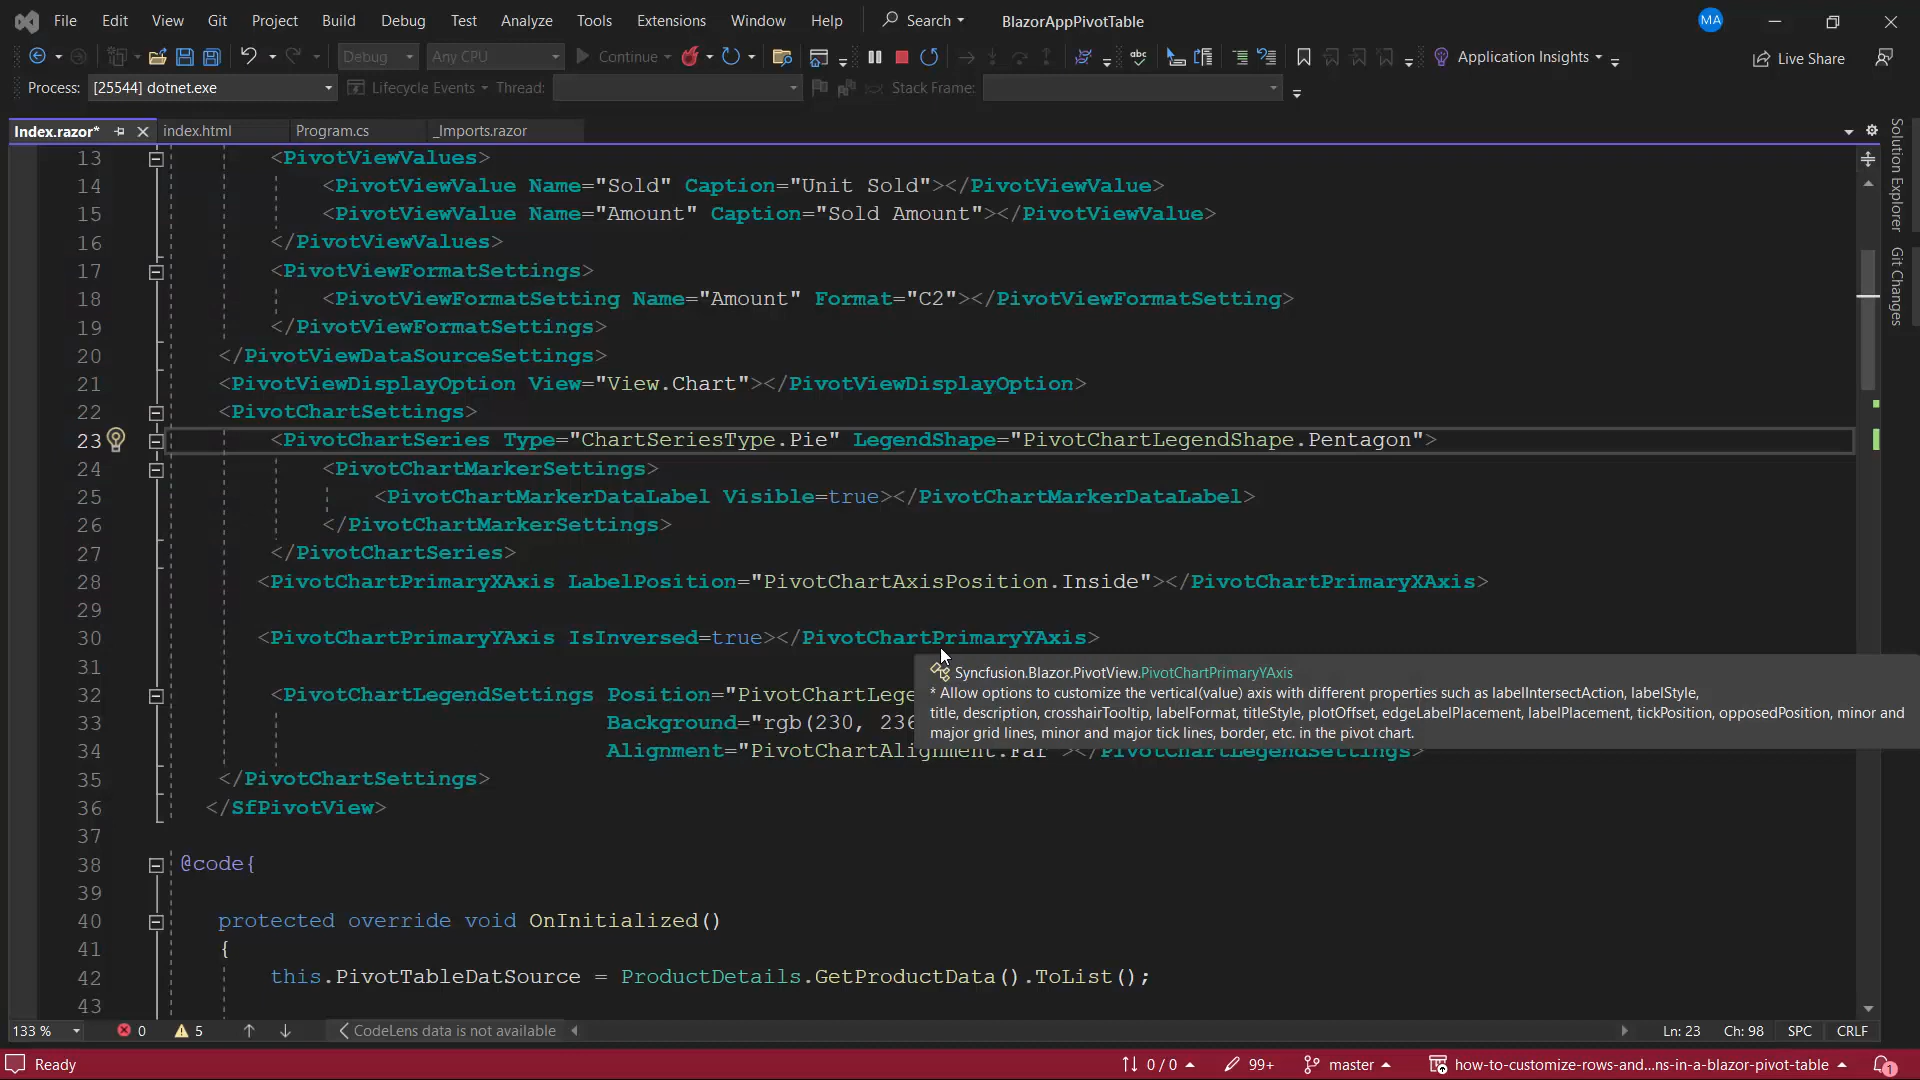 File Edit View Git Project Build Debug Test Analyze Tools Extensions Window Help Search BlazorAppPivotTable MA
Debug Any CPU Continue Application Insights Live Share
Process: [25544] dotnet.exe Lifecycle Events Thread: Stack Frame:
Index.razor* index.html Program.cs _Imports.razor
Solution Explorer
Git Changes
13 <PivotViewValues>
14 <PivotViewValue Name="Sold" Caption="Unit Sold"></PivotViewValue>
15 <PivotViewValue Name="Amount" Caption="Sold Amount"></PivotViewValue>
16 </PivotViewValues>
17 <PivotViewFormatSettings>
18 <PivotViewFormatSetting Name="Amount" Format="C2"></PivotViewFormatSetting>
19 </PivotViewFormatSettings>
20 </PivotViewDataSourceSettings>
21 <PivotViewDisplayOption View="View.Chart"></PivotViewDisplayOption>
22 <PivotChartSettings>
23 <PivotChartSeries Type="ChartSeriesType.Pie" LegendShape="PivotChartLegendShape.Pentagon">
24 <PivotChartMarkerSettings>
25 <PivotChartMarkerDataLabel Visible=true></PivotChartMarkerDataLabel>
26 </PivotChartMarkerSettings>
27 </PivotChartSeries>
28 <PivotChartPrimaryXAxis LabelPosition="PivotChartAxisPosition.Inside"></PivotChartPrimaryXAxis>
29
30 <PivotChartPrimaryYAxis IsInversed=true></PivotChartPrimaryYAxis>
31
Syncfusion.Blazor.PivotView.PivotChartPrimaryYAxis
* Allow options to customize the vertical(value) axis with different properties such as labelIntersectAction, labelStyle,
title, description, crosshairTooltip, labelFormat, titleStyle, plotOffset, edgeLabelPlacement, labelPlacement, tickPosition, opposedPosition, minor and
major grid lines, minor and major tick lines, border, etc. in the pivot chart.
32 <PivotChartLegendSettings Position="PivotChartLege
33 Background="rgb(230, 236
34 Alignment="PivotChartAlignment.Far"></PivotChartLegendSettings>
35 </PivotChartSettings>
36 </SfPivotView>
37
38 @code{
39
40 protected override void OnInitialized()
41 {
42 this.PivotTableDatSource = ProductDetails.GetProductData().ToList();
43
133 % 0 5 CodeLens data is not available Ln: 23 Ch: 98 SPC CRLF
Ready 0 / 0 99+ master how-to-customize-rows-and...ns-in-a-blazor-pivot-table 1